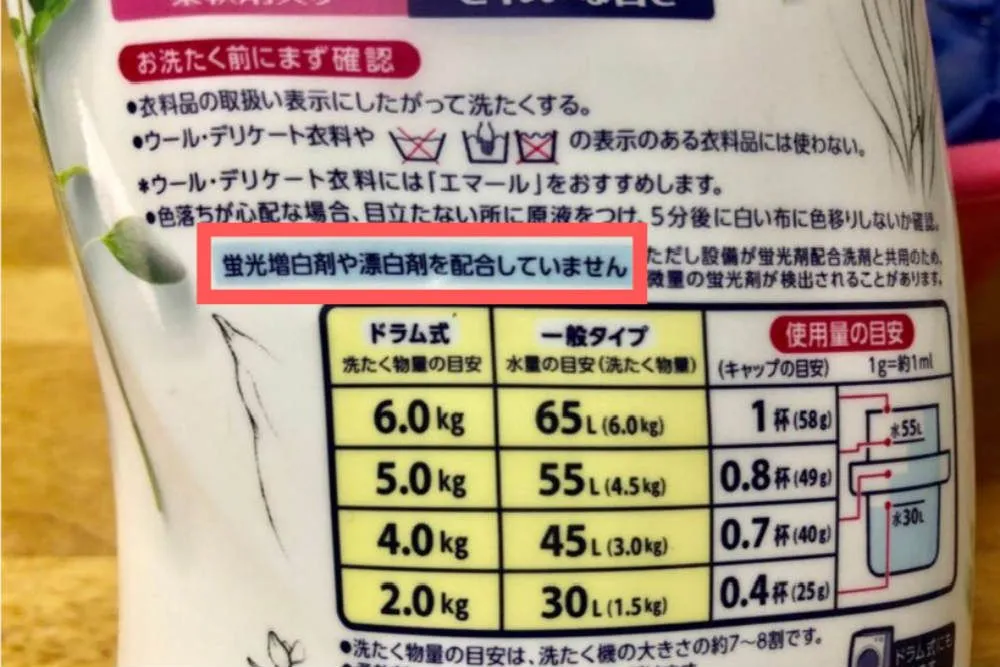 お洗たく前にまず確認
•衣料品の取扱い表示にしたがって洗たくする。
•ウール・デリケート衣料や の表示のある衣料品には使わない。
*ウール・デリケート衣料には「エマール」をおすすめします。
•色落ちが心配な場合、目立たない所に原液をつけ、5分後に白い布に色移りしないか確認。
蛍光増白剤や漂白剤を配合していません
ただし設備が蛍光剤配合洗剤と共用のため、
微量の蛍光剤が検出されることがあります。
ドラム式 一般タイプ 使用量の目安
洗たく物量の目安 水量の目安(洗たく物量) (キャップの目安) 1g=約1ml
6.0kg 65L(6.0kg) 1杯(58g)
水55L
5.0kg 55L(4.5kg) 0.8杯(49g)
4.0kg 45L(3.0kg) 0.7杯(40g)
水30L
2.0kg 30L(1.5kg) 0.4杯(25g)
•洗たく物量の目安は、洗たく機の大きさの約7〜8割です。
ドラム式にも